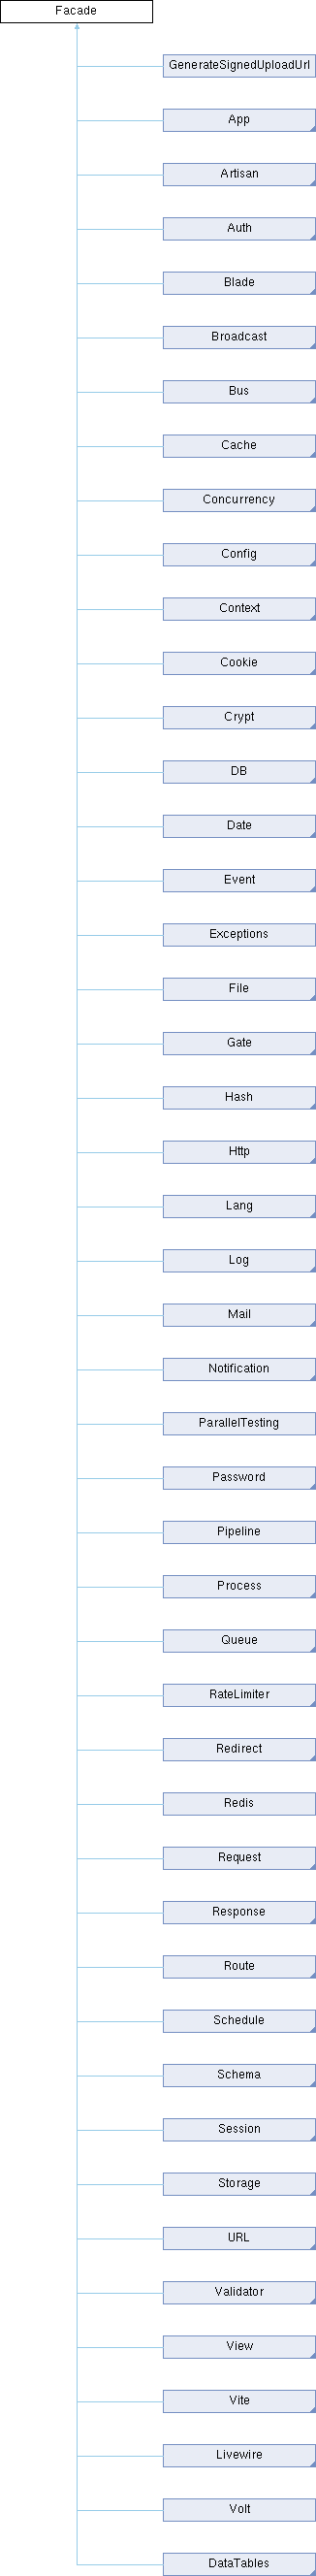 Facade
GenerateSignedUploadUrl
App
Artisan
Auth
Blade
Broadcast
Bus
Cache
Concurrency
Config
Context
Cookie
Crypt
DB
Date
Event
Exceptions
File
Gate
Hash
Http
Lang
Log
Mail
Notification
ParallelTesting
Password
Pipeline
Process
Queue
RateLimiter
Redirect
Redis
Request
Response
Route
Schedule
Schema
Session
Storage
URL
Validator
View
Vite
Livewire
Volt
DataTables